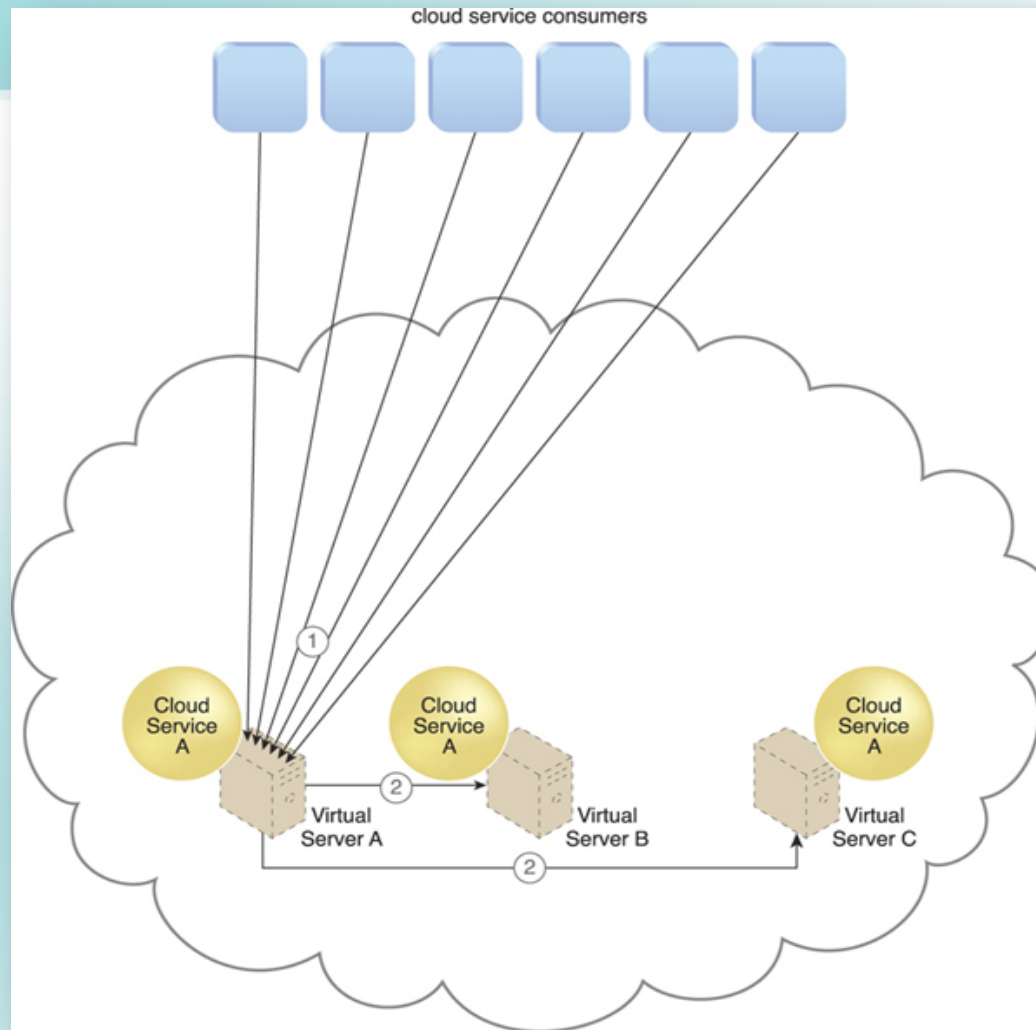 cloud service consumers
1
Cloud
Service
A
Cloud
Service
A
Cloud
Service
A
2
Virtual
Server A
Virtual
Server B
Virtual
Server C
2